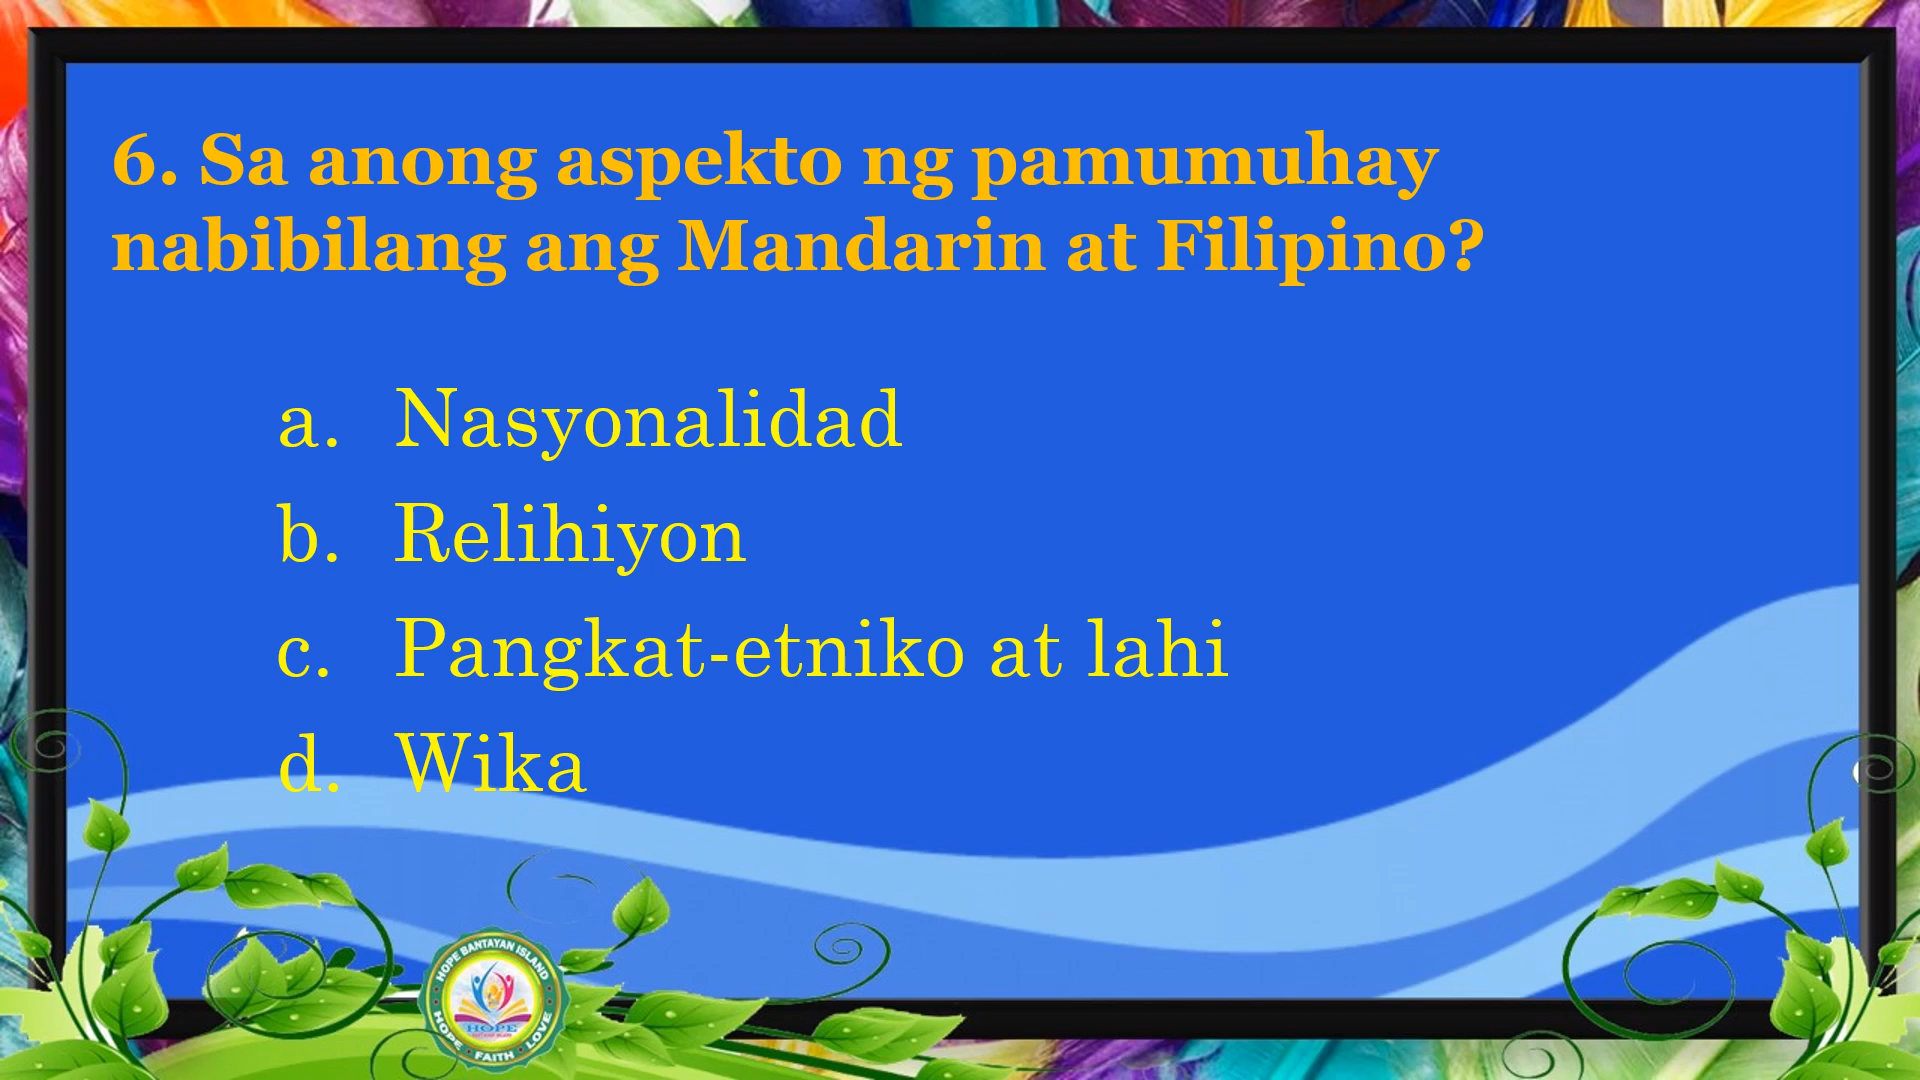 6. Sa anong aspekto ng pamumuhay
nabibilang ang Mandarin at Filipino?
a. Nasyonalidad
b. Relihiyon
c. Pangkat-etniko at lahi
d. Wika
HOPE BANTAYAN ISLAND
HOPE
HOPE • FAITH • LOVE